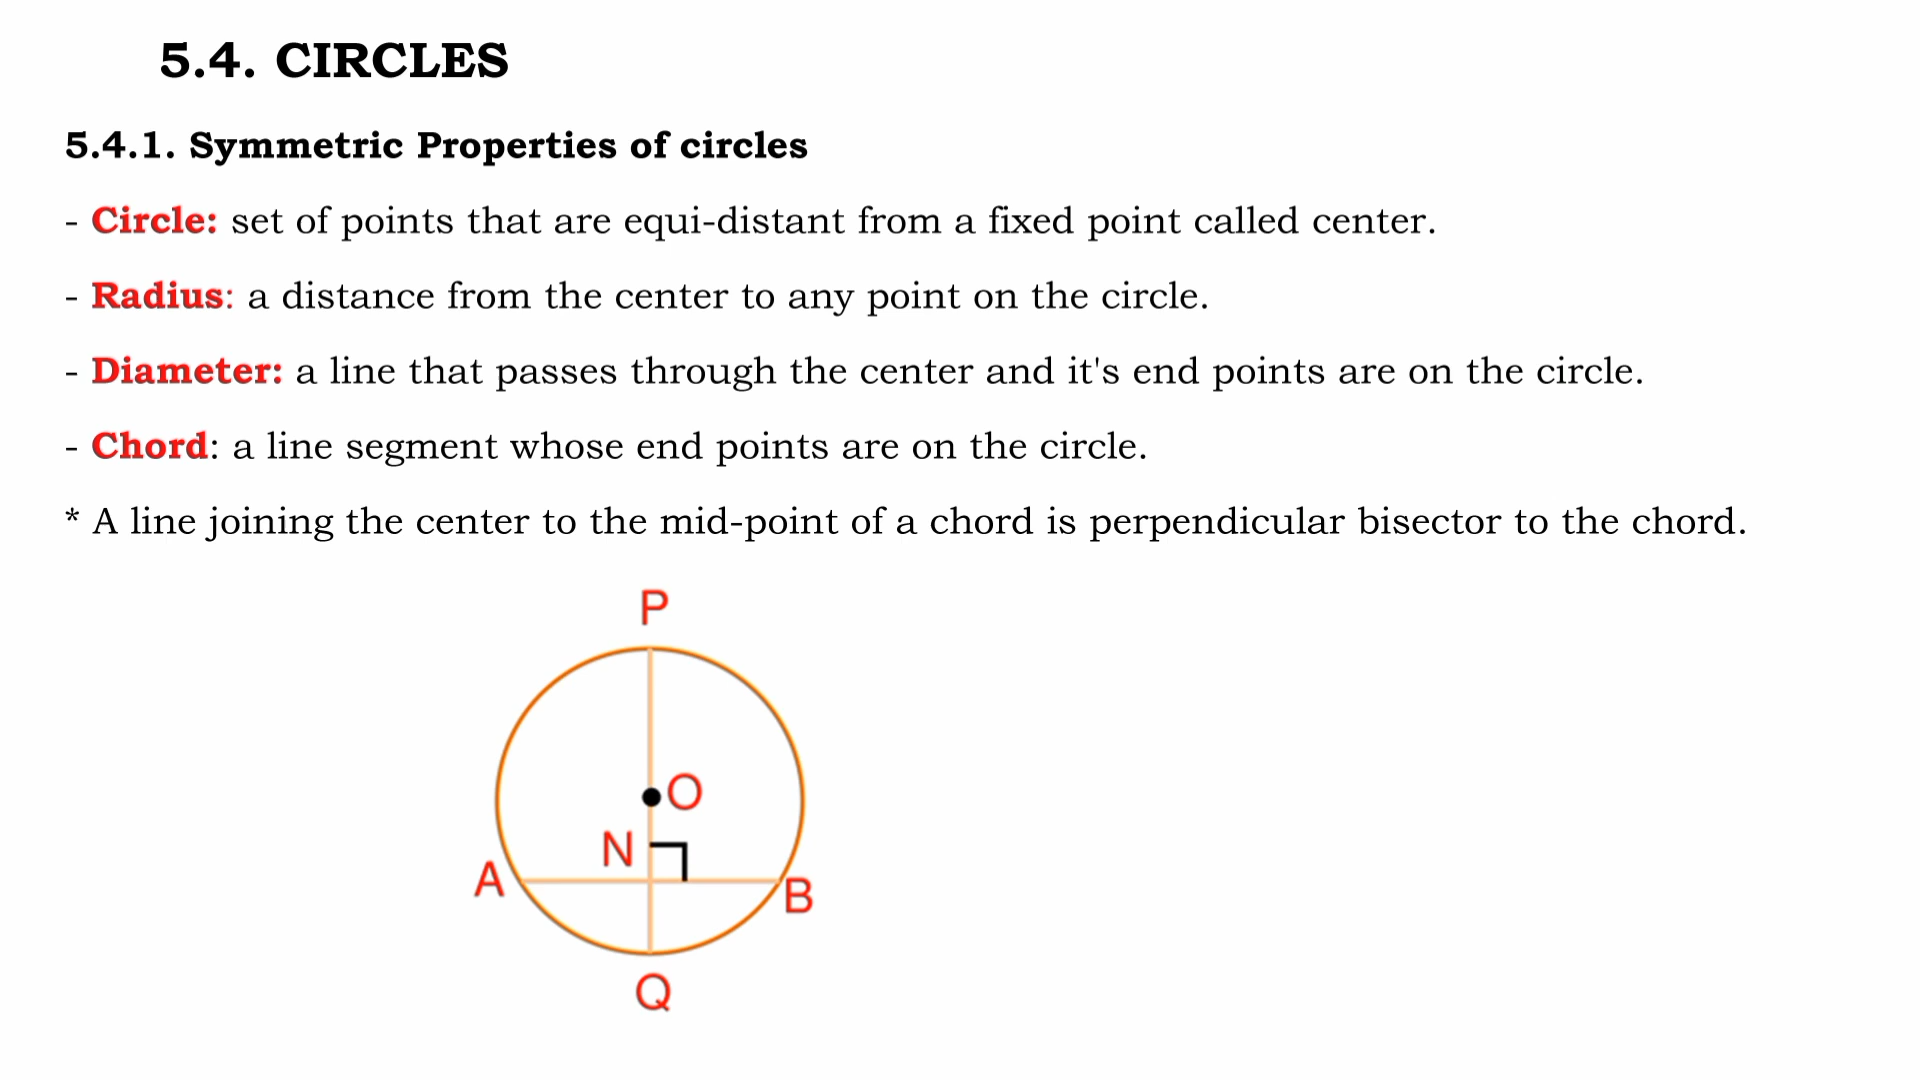 5.4. CIRCLES
5.4.1. Symmetric Properties of circles
- Circle: set of points that are equi-distant from a fixed point called center.
- Radius: a distance from the center to any point on the circle.
- Diameter: a line that passes through the center and it's end points are on the circle.
- Chord: a line segment whose end points are on the circle.
* A line joining the center to the mid-point of a chord is perpendicular bisector to the chord.
P
O
N
A
B
Q